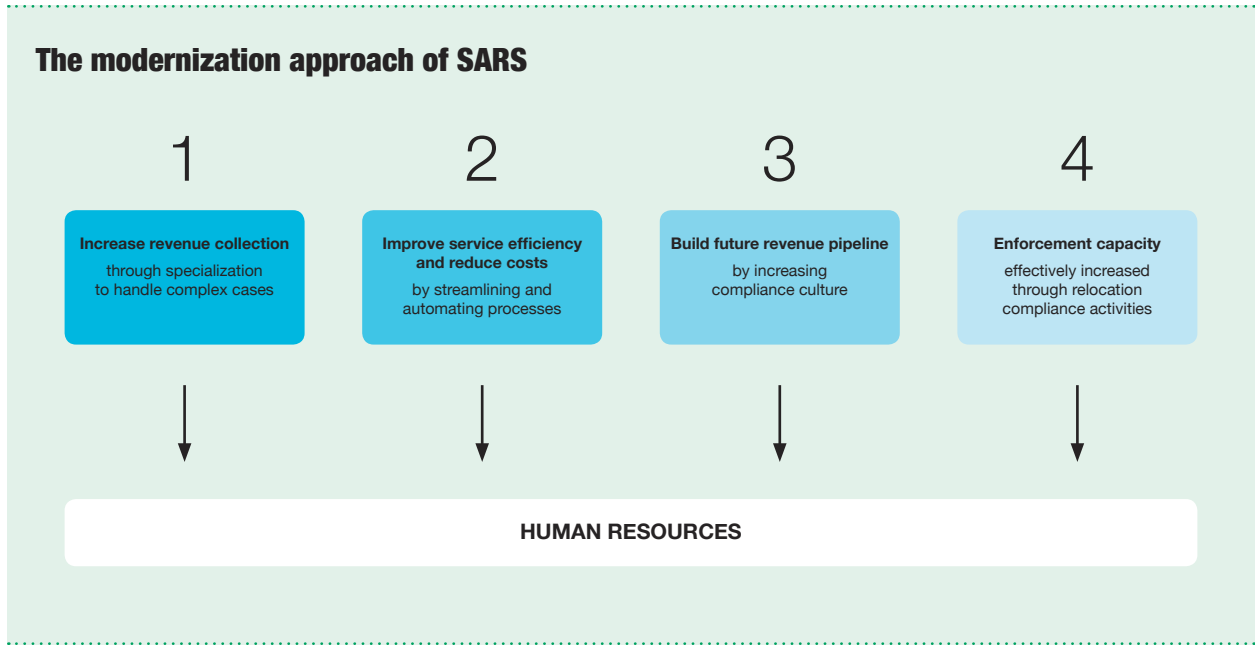 The modernization approach of SARS
1
Increase revenue collection
through specialization
to handle complex cases
2
Improve service efficiency
and reduce costs
by streamlining and
automating processes
3
Build future revenue pipeline
by increasing
compliance culture
4
Enforcement capacity
effectively increased
through relocation
compliance activities
HUMAN RESOURCES